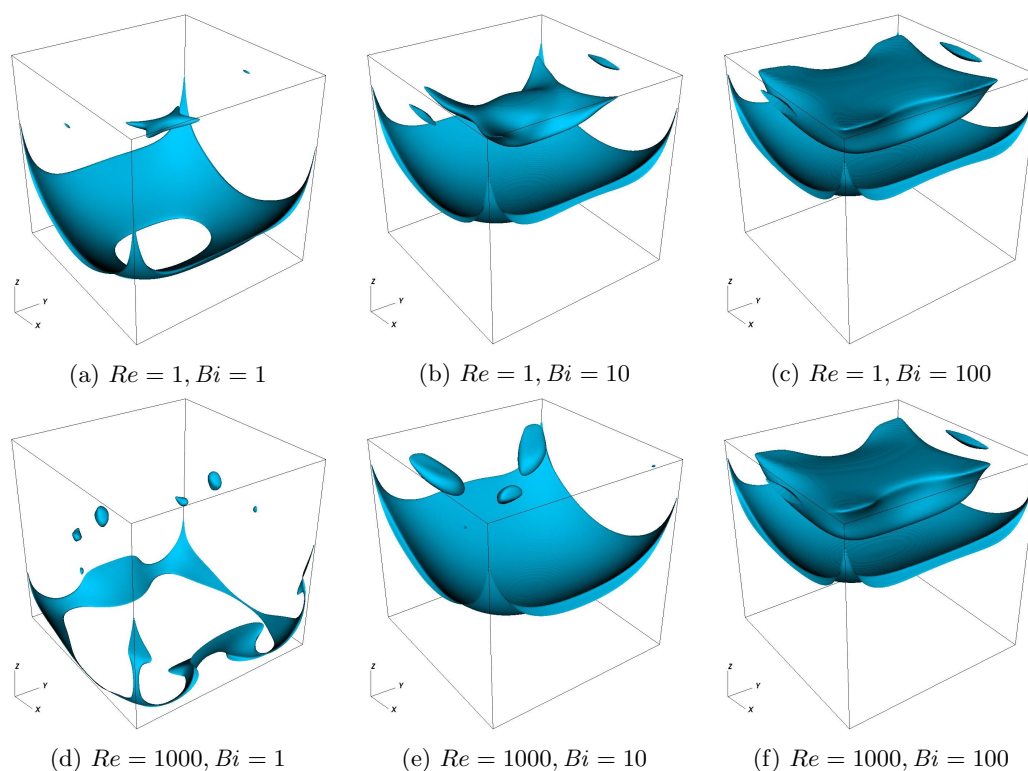 Z
Y
X
Z
Y
X
Z
Y
X
(a) Re = 1, Bi = 1
(b) Re = 1, Bi = 10
(c) Re = 1, Bi = 100
Z
Y
X
Z
Y
X
Z
Y
X
(d) Re = 1000, Bi = 1
(e) Re = 1000, Bi = 10
(f) Re = 1000, Bi = 100